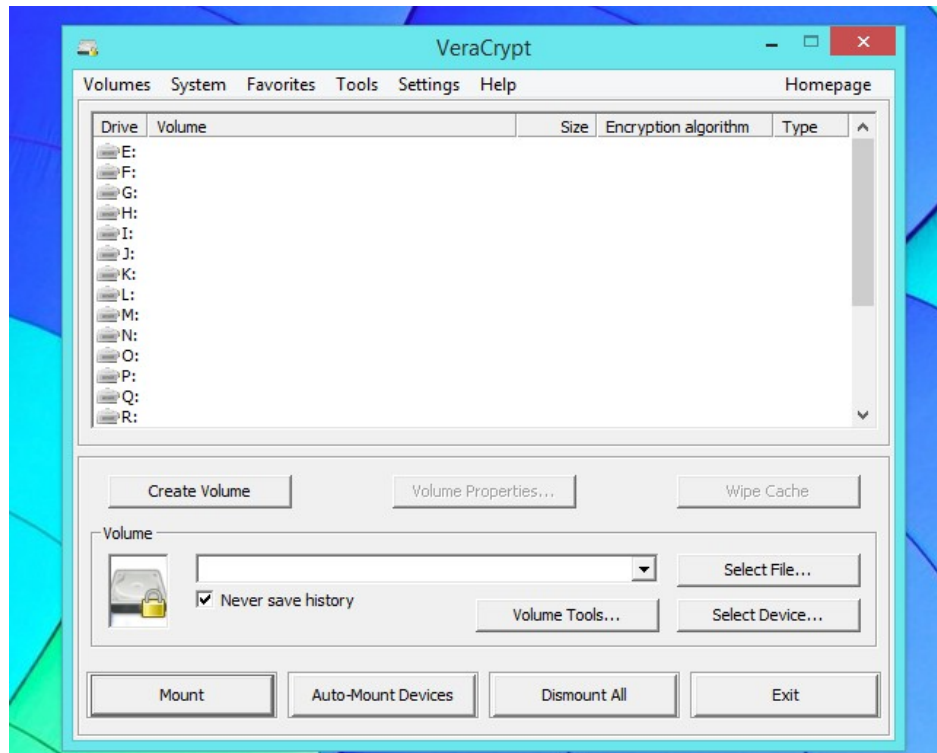 VeraCrypt
Volumes System Favorites Tools Settings Help Homepage
Drive Volume Size Encryption algorithm Type
E:
F:
G:
H:
I:
J:
K:
L:
M:
N:
O:
P:
Q:
R:
Create Volume Volume Properties... Wipe Cache
Volume
Select File...
Never save history
Volume Tools... Select Device...
Mount Auto-Mount Devices Dismount All Exit